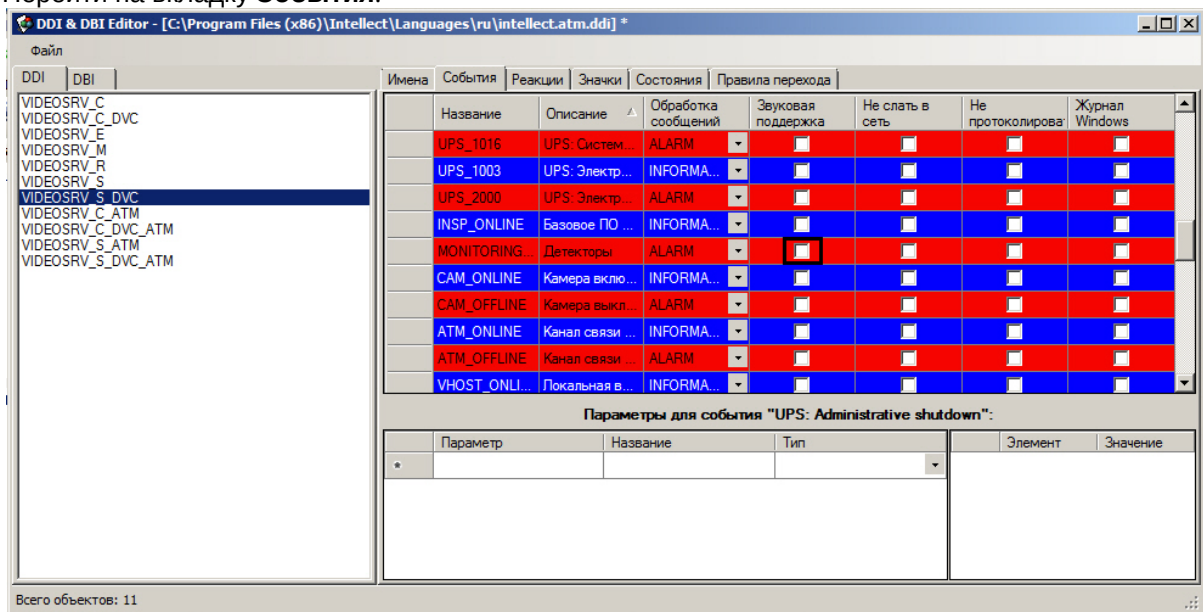 Перейти на вкладку События.
DDI & DBI Editor - [C:\Program Files (x86)\Intellect\Languages\ru\intellect.atm.ddi] *
Файл
DDI DBI
VIDEOSRV_C
VIDEOSRV_C_DVC
VIDEOSRV_E
VIDEOSRV_M
VIDEOSRV_R
VIDEOSRV_S
VIDEOSRV_S_DVC
VIDEOSRV_C_ATM
VIDEOSRV_C_DVC_ATM
VIDEOSRV_S_ATM
VIDEOSRV_S_DVC_ATM
Имена События Реакции Значки Состояния Правила перехода
Название Описание Обработка сообщений Звуковая поддержка Не слать в сеть Не протоколироват Журнал Windows
UPS_1016 UPS: Систем... ALARM
UPS_1003 UPS: Электр... INFORMA...
UPS_2000 UPS: Электр... ALARM
INSP_ONLINE Базовое ПО ... INFORMA...
MONITORING... Детекторы ALARM
CAM_ONLINE Камера вклю... INFORMA...
CAM_OFFLINE Камера выкл... ALARM
ATM_ONLINE Канал связи ... INFORMA...
ATM_OFFLINE Канал связи ... ALARM
VHOST_ONLI... Локальная в... INFORMA...
Параметры для события "UPS: Administrative shutdown":
Параметр Название Тип Элемент Значение
*
Всего объектов: 11